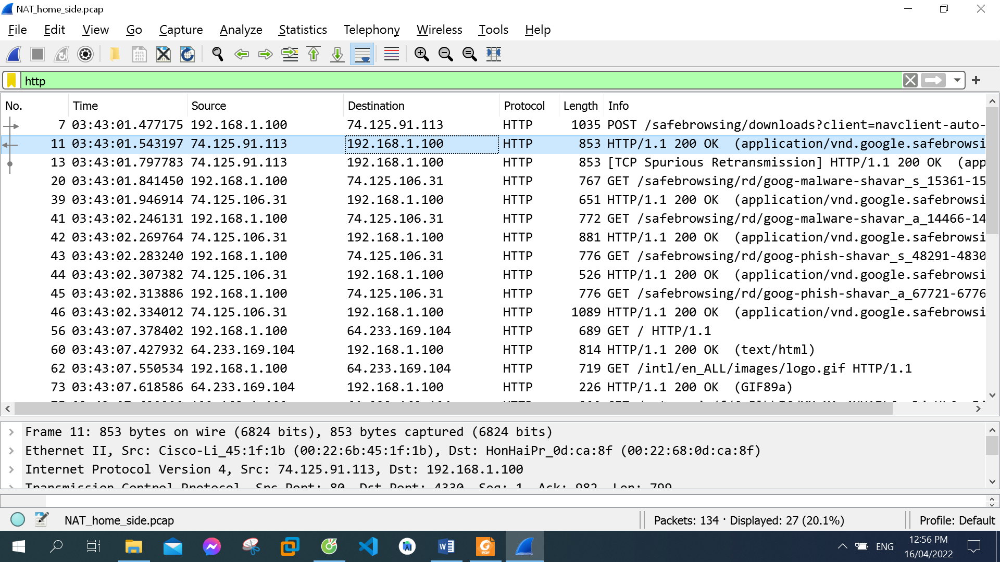 NAT_home_side.pcap
File Edit View Go Capture Analyze Statistics Telephony Wireless Tools Help
http
No. Time Source Destination Protocol Length Info
7 03:43:01.477175 192.168.1.100 74.125.91.113 HTTP 1035 POST /safebrowsing/downloads?client=navclient-auto-
11 03:43:01.543197 74.125.91.113 192.168.1.100 HTTP 853 HTTP/1.1 200 OK (application/vnd.google.safebrowsi
13 03:43:01.797783 74.125.91.113 192.168.1.100 HTTP 853 [TCP Spurious Retransmission] HTTP/1.1 200 OK (app
20 03:43:01.841450 192.168.1.100 74.125.106.31 HTTP 767 GET /safebrowsing/rd/goog-malware-shavar_s_15361-15
39 03:43:01.946914 74.125.106.31 192.168.1.100 HTTP 651 HTTP/1.1 200 OK (application/vnd.google.safebrowsi
41 03:43:02.246131 192.168.1.100 74.125.106.31 HTTP 772 GET /safebrowsing/rd/goog-malware-shavar_a_14466-14
42 03:43:02.269764 74.125.106.31 192.168.1.100 HTTP 881 HTTP/1.1 200 OK (application/vnd.google.safebrowsi
43 03:43:02.283240 192.168.1.100 74.125.106.31 HTTP 776 GET /safebrowsing/rd/goog-phish-shavar_s_48291-4830
44 03:43:02.307382 74.125.106.31 192.168.1.100 HTTP 526 HTTP/1.1 200 OK (application/vnd.google.safebrowsi
45 03:43:02.313886 192.168.1.100 74.125.106.31 HTTP 776 GET /safebrowsing/rd/goog-phish-shavar_a_67721-6776
46 03:43:02.334012 74.125.106.31 192.168.1.100 HTTP 1089 HTTP/1.1 200 OK (application/vnd.google.safebrowsi
56 03:43:07.378402 192.168.1.100 64.233.169.104 HTTP 689 GET / HTTP/1.1
60 03:43:07.427932 64.233.169.104 192.168.1.100 HTTP 814 HTTP/1.1 200 OK (text/html)
62 03:43:07.550534 192.168.1.100 64.233.169.104 HTTP 719 GET /intl/en_ALL/images/logo.gif HTTP/1.1
73 03:43:07.618586 64.233.169.104 192.168.1.100 HTTP 226 HTTP/1.1 200 OK (GIF89a)
Frame 11: 853 bytes on wire (6824 bits), 853 bytes captured (6824 bits)
Ethernet II, Src: Cisco-Li_45:1f:1b (00:22:6b:45:1f:1b), Dst: HonHaiPr_0d:ca:8f (00:22:68:0d:ca:8f)
Internet Protocol Version 4, Src: 74.125.91.113, Dst: 192.168.1.100
Transmission Control Protocol, Src Port: 80, Dst Port: 4330, Seq: 1, Ack: 982, Len: 799
NAT_home_side.pcap
Packets: 134 · Displayed: 27 (20.1%)
Profile: Default
ENG
12:56 PM
16/04/2022